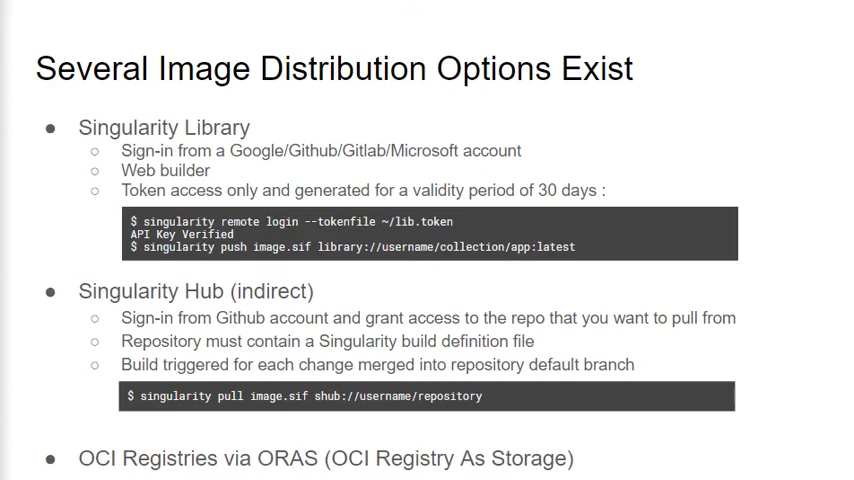 Several Image Distribution Options Exist
● Singularity Library
○ Sign-in from a Google/Github/Gitlab/Microsoft account
○ Web builder
○ Token access only and generated for a validity period of 30 days :
$ singularity remote login --tokenfile ~/lib.token
API Key Verified
$ singularity push image.sif library://username/collection/app:latest
● Singularity Hub (indirect)
○ Sign-in from Github account and grant access to the repo that you want to pull from
○ Repository must contain a Singularity build definition file
○ Build triggered for each change merged into repository default branch
$ singularity pull image.sif shub://username/repository
● OCI Registries via ORAS (OCI Registry As Storage)